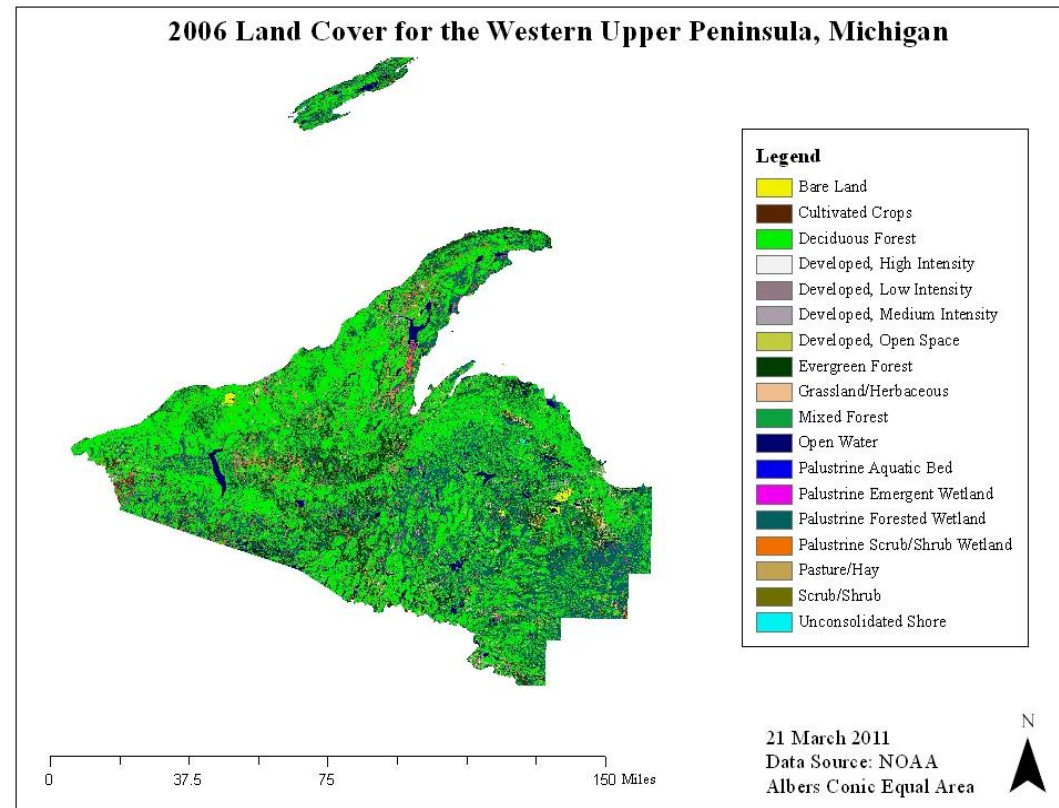 2006 Land Cover for the Western Upper Peninsula, Michigan
Legend
Bare Land
Cultivated Crops
Deciduous Forest
Developed, High Intensity
Developed, Low Intensity
Developed, Medium Intensity
Developed, Open Space
Evergreen Forest
Grassland/Herbaceous
Mixed Forest
Open Water
Palustrine Aquatic Bed
Palustrine Emergent Wetland
Palustrine Forested Wetland
Palustrine Scrub/Shrub Wetland
Pasture/Hay
Scrub/Shrub
Unconsolidated Shore
0 37.5 75 150 Miles
21 March 2011
Data Source: NOAA
Albers Conic Equal Area
N